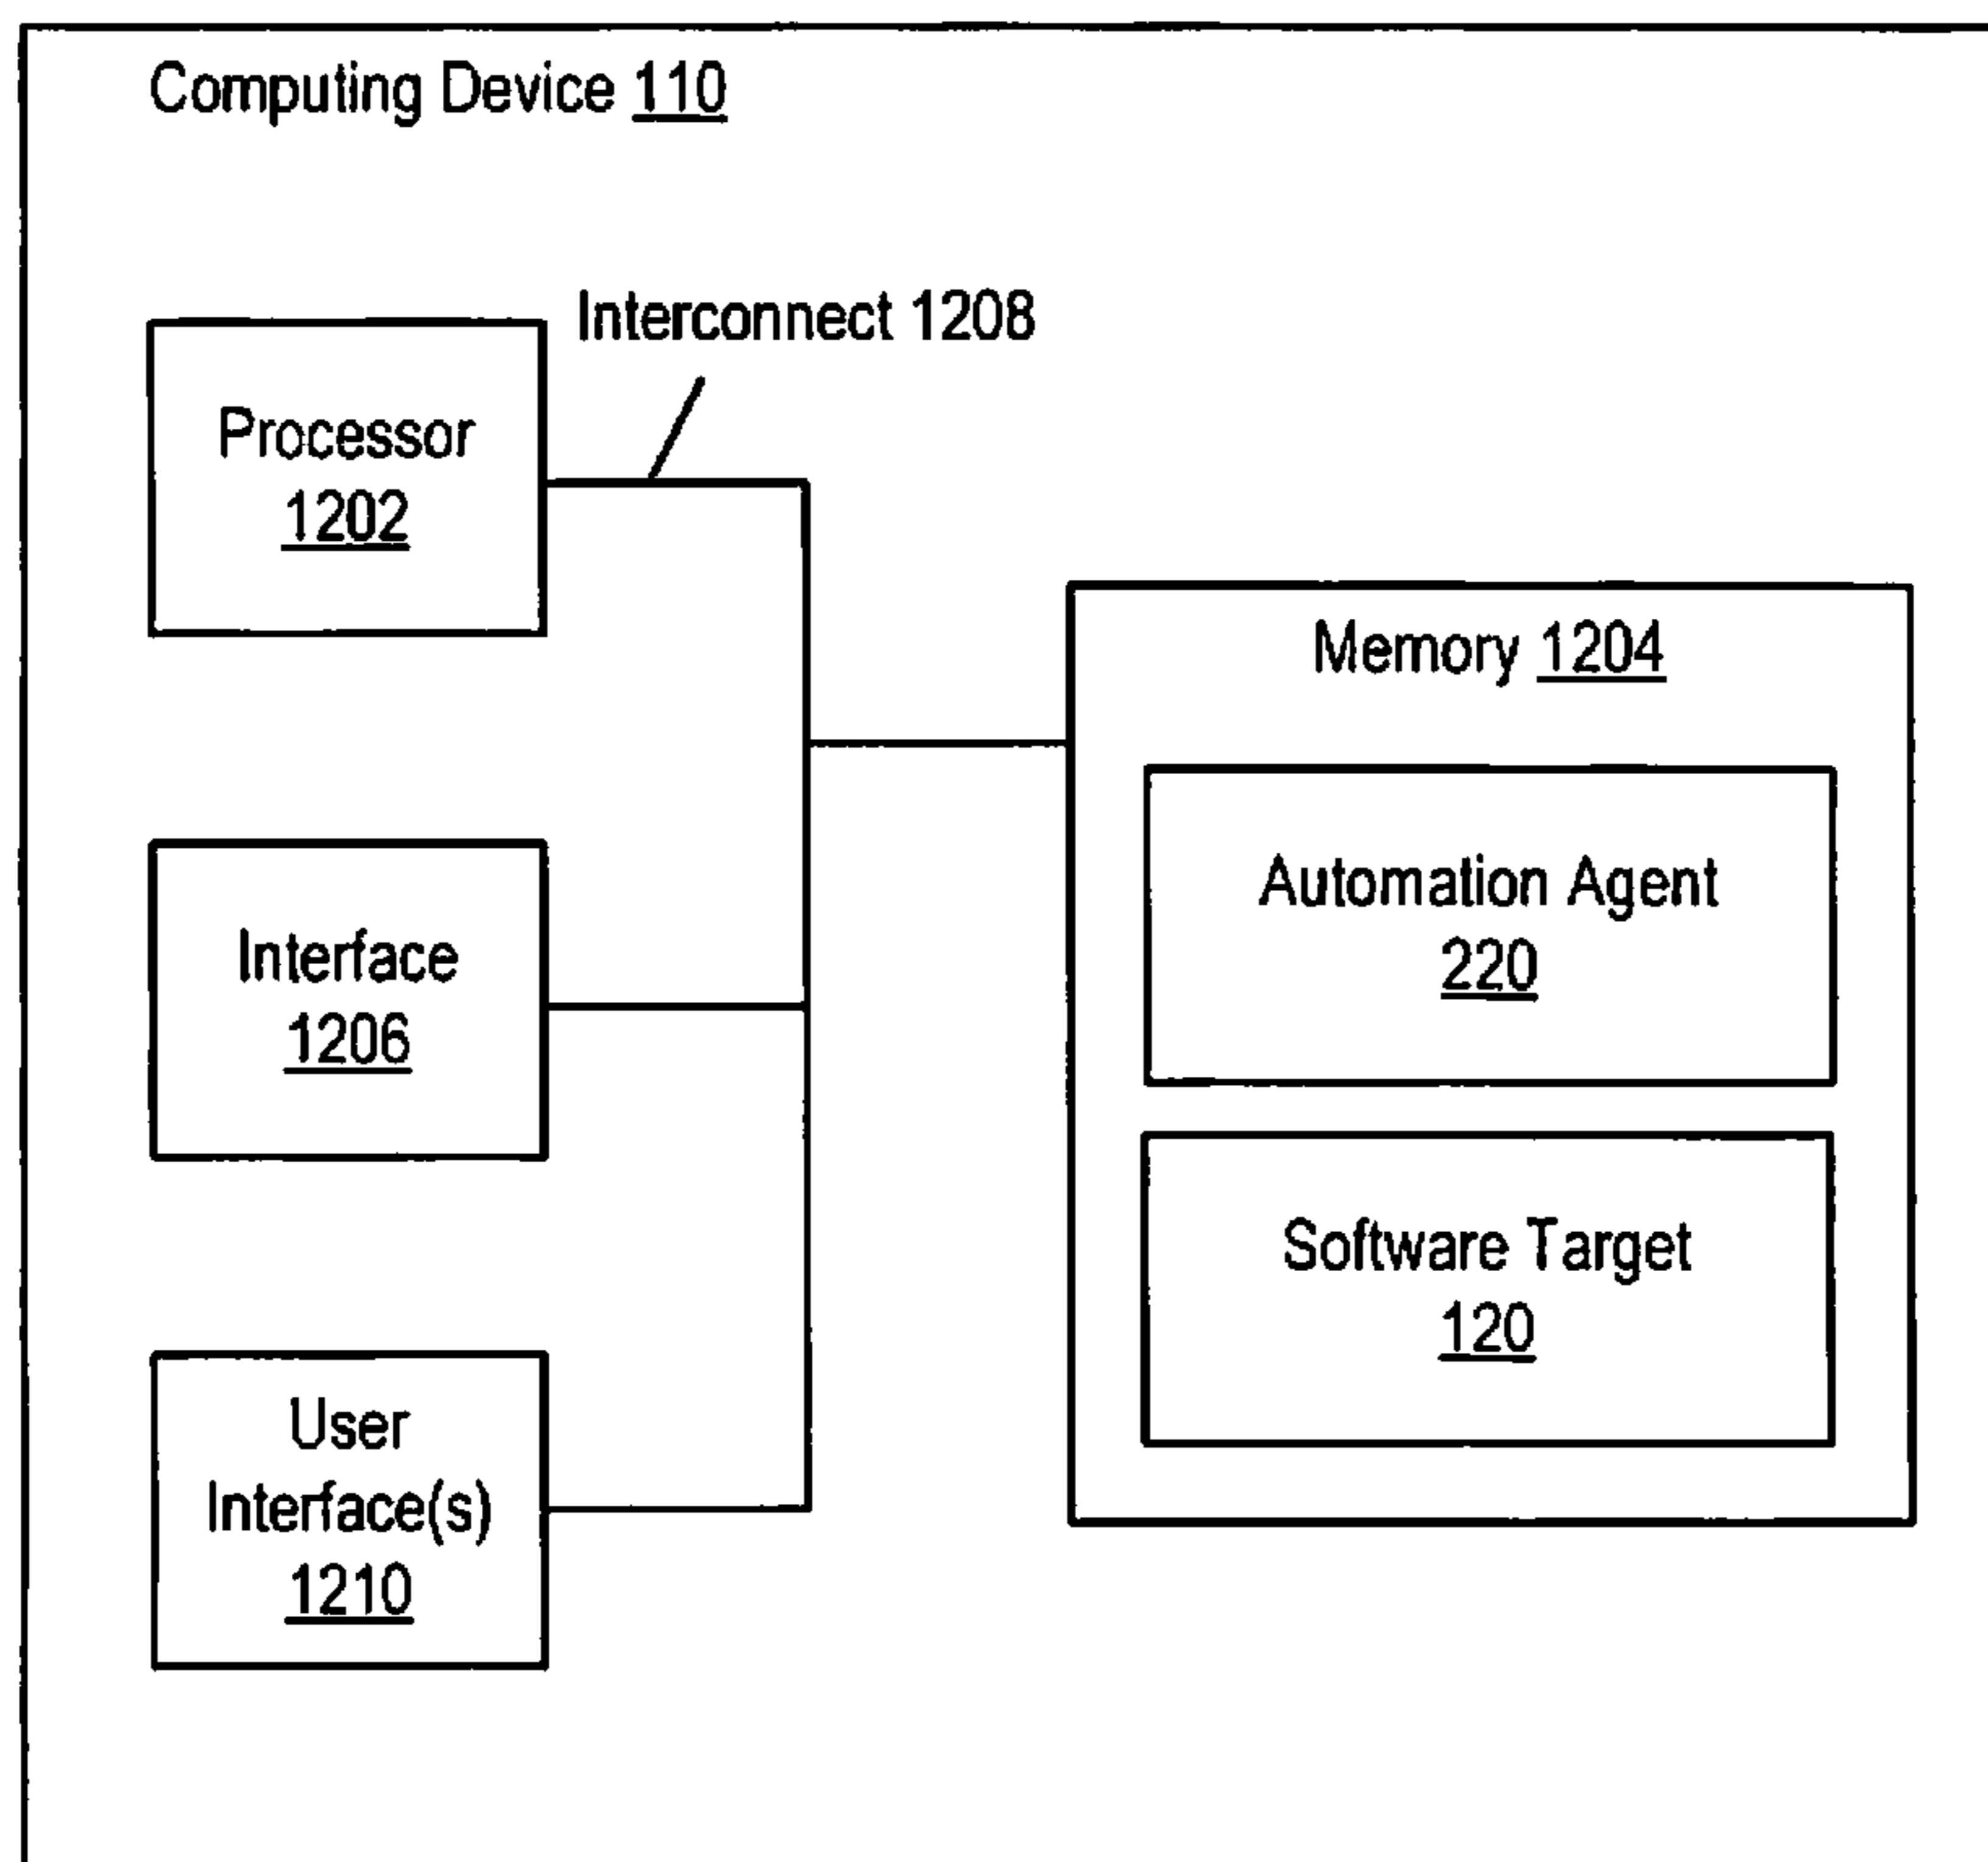 Computing Device 110
Interconnect 1208
Processor
1202
Memory 1204
Automation Agent
220
Interface
1206
Software Target
120
User
Interface(s)
1210